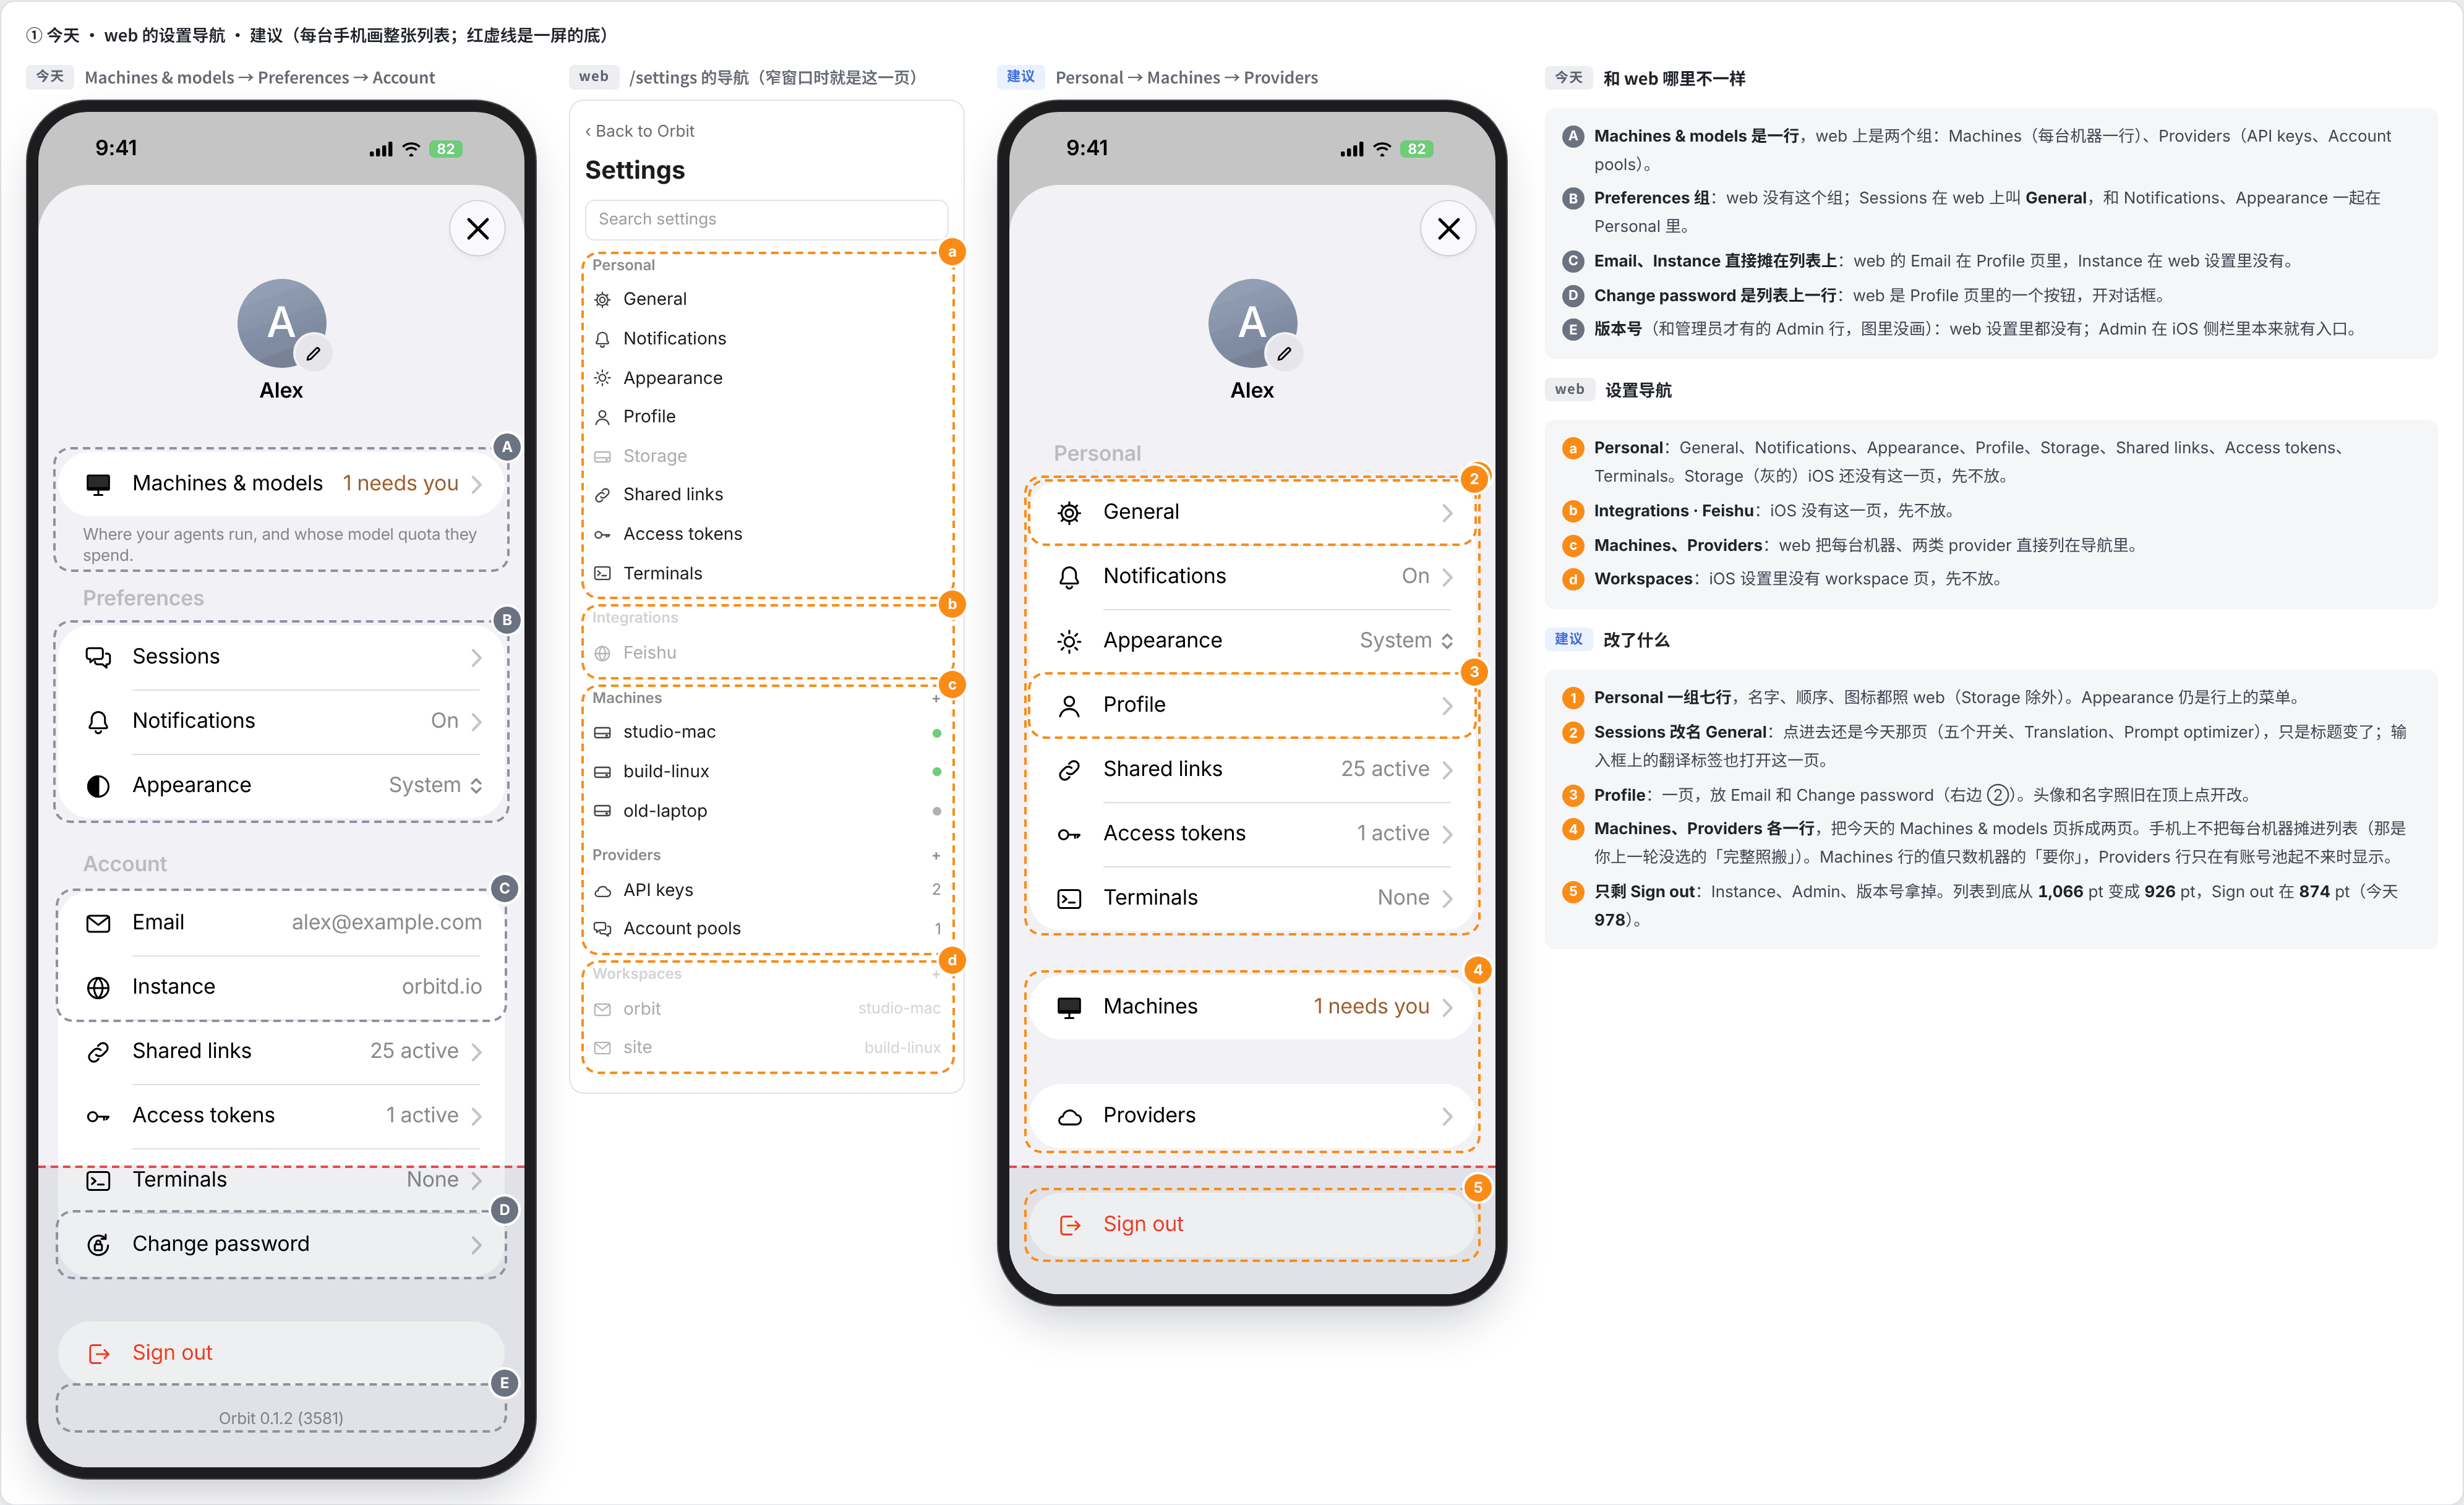 ① 今天 · web 的设置导航 · 建议（每台手机画整张列表；红虚线是一屏的底）
今天 Machines & models → Preferences → Account
9:41
82
A
Alex
A
Machines & models 1 needs you
Where your agents run, and whose model quota they
spend.
Preferences
B
Sessions
Notifications On
Appearance System
Account
C
Email alex@example.com
Instance orbitd.io
Shared links 25 active
Access tokens 1 active
Terminals None
D
Change password
Sign out
E
Orbit 0.1.2 (3581)
web /settings 的导航（窄窗口时就是这一页）
‹ Back to Orbit
Settings
Search settings
a
Personal
General
Notifications
Appearance
Profile
Storage
Shared links
Access tokens
Terminals
b
Integrations
Feishu
c
Machines +
studio-mac
build-linux
old-laptop
Providers +
API keys 2
Account pools 1
d
Workspaces +
orbit studio-mac
site build-linux
建议 Personal → Machines → Providers
9:41
82
A
Alex
Personal
2
General
Notifications On
Appearance System
3
Profile
Shared links 25 active
Access tokens 1 active
Terminals None
4
Machines 1 needs you
Providers
5
Sign out
今天 和 web 哪里不一样
A Machines & models 是一行，web 上是两个组：Machines（每台机器一行）、Providers（API keys、Account
pools）。
B Preferences 组：web 没有这个组；Sessions 在 web 上叫 General，和 Notifications、Appearance 一起在
Personal 里。
C Email、Instance 直接摊在列表上：web 的 Email 在 Profile 页里，Instance 在 web 设置里没有。
D Change password 是列表上一行：web 是 Profile 页里的一个按钮，开对话框。
E 版本号（和管理员才有的 Admin 行，图里没画）：web 设置里都没有；Admin 在 iOS 侧栏里本来就有入口。
web 设置导航
a Personal：General、Notifications、Appearance、Profile、Storage、Shared links、Access tokens、
Terminals。Storage（灰的）iOS 还没有这一页，先不放。
b Integrations · Feishu：iOS 没有这一页，先不放。
c Machines、Providers：web 把每台机器、两类 provider 直接列在导航里。
d Workspaces：iOS 设置里没有 workspace 页，先不放。
建议 改了什么
1 Personal 一组七行，名字、顺序、图标都照 web（Storage 除外）。Appearance 仍是行上的菜单。
2 Sessions 改名 General：点进去还是今天那页（五个开关、Translation、Prompt optimizer），只是标题变了；输
入框上的翻译标签也打开这一页。
3 Profile：一页，放 Email 和 Change password（右边 ②）。头像和名字照旧在顶上点开改。
4 Machines、Providers 各一行，把今天的 Machines & models 页拆成两页。手机上不把每台机器摊进列表（那是
你上一轮没选的「完整照搬」）。Machines 行的值只数机器的「要你」，Providers 行只在有账号池起不来时显示。
5 只剩 Sign out：Instance、Admin、版本号拿掉。列表到底从 1,066 pt 变成 926 pt，Sign out 在 874 pt（今天
978）。